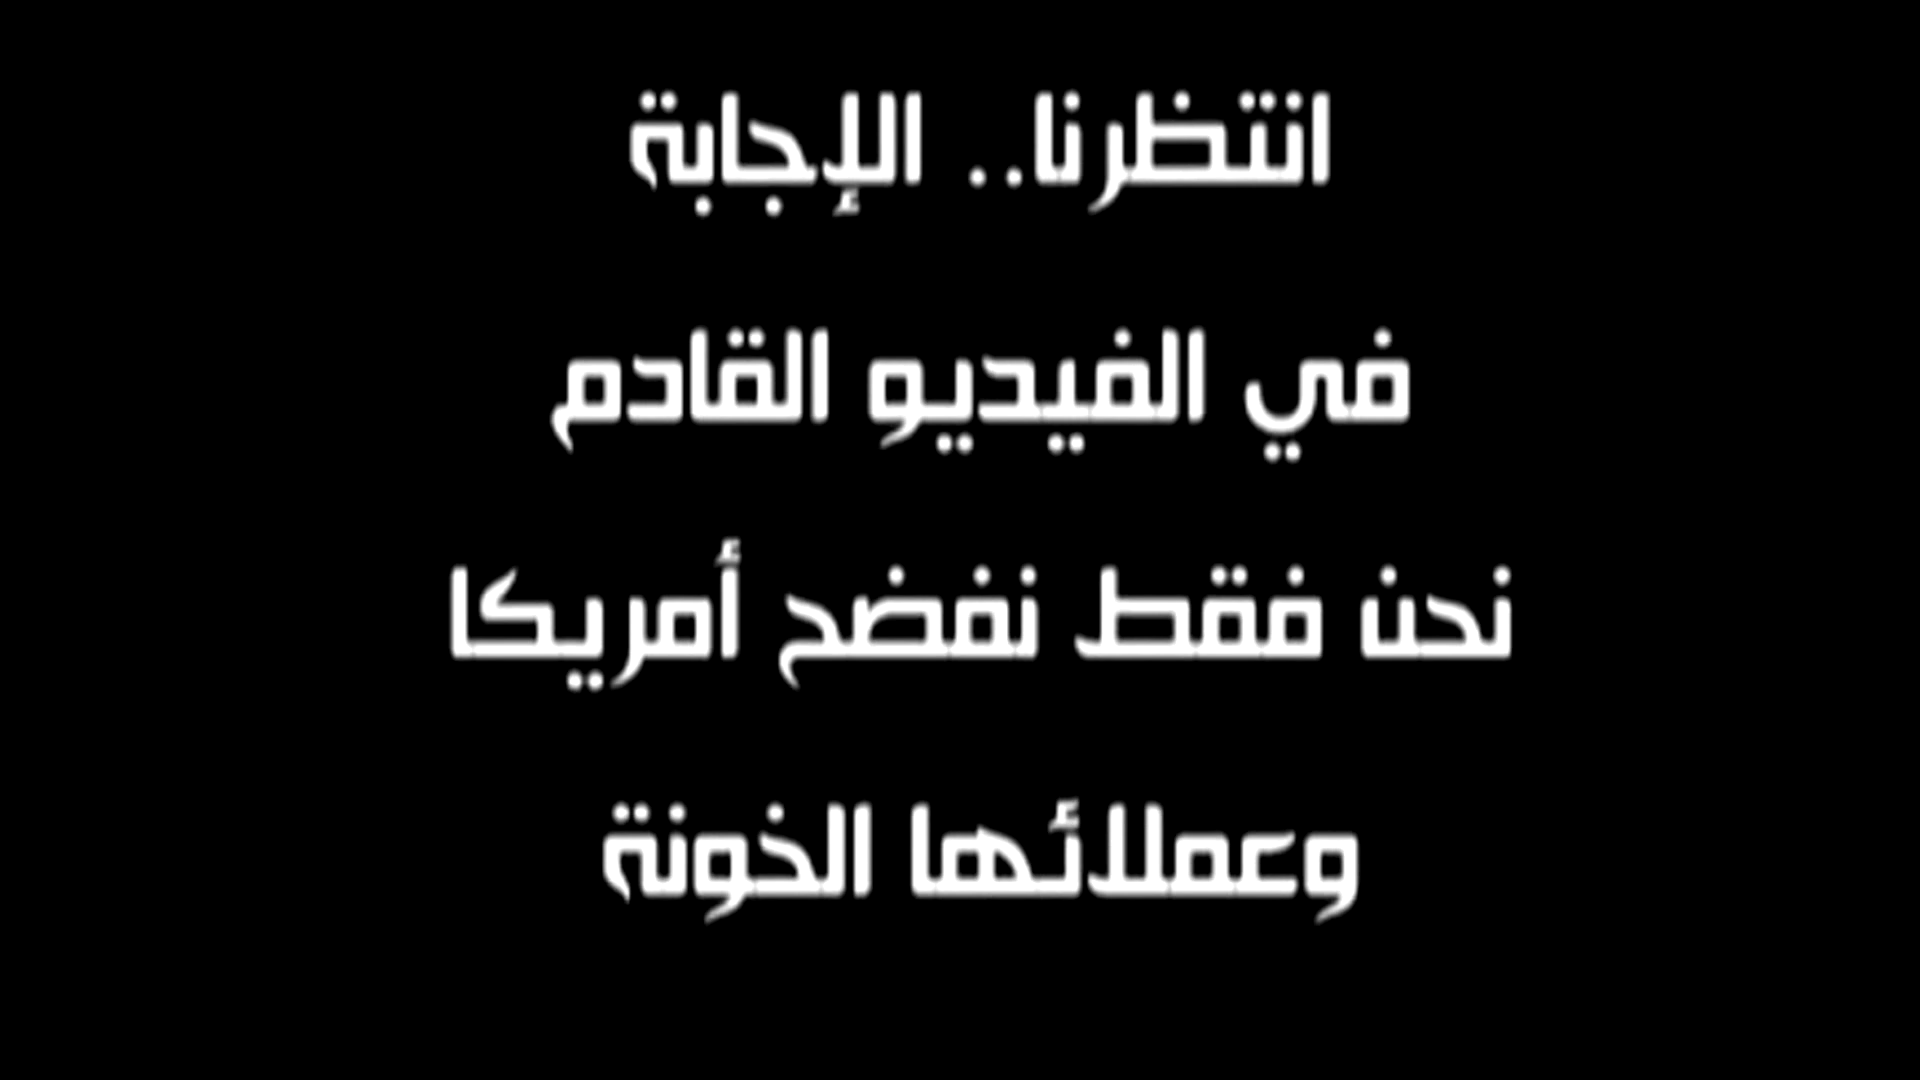 انتظرنا.. الإجابة
في الفيديو القادم
نحن فقط نفضح أمريكا
وعملائها الخونة